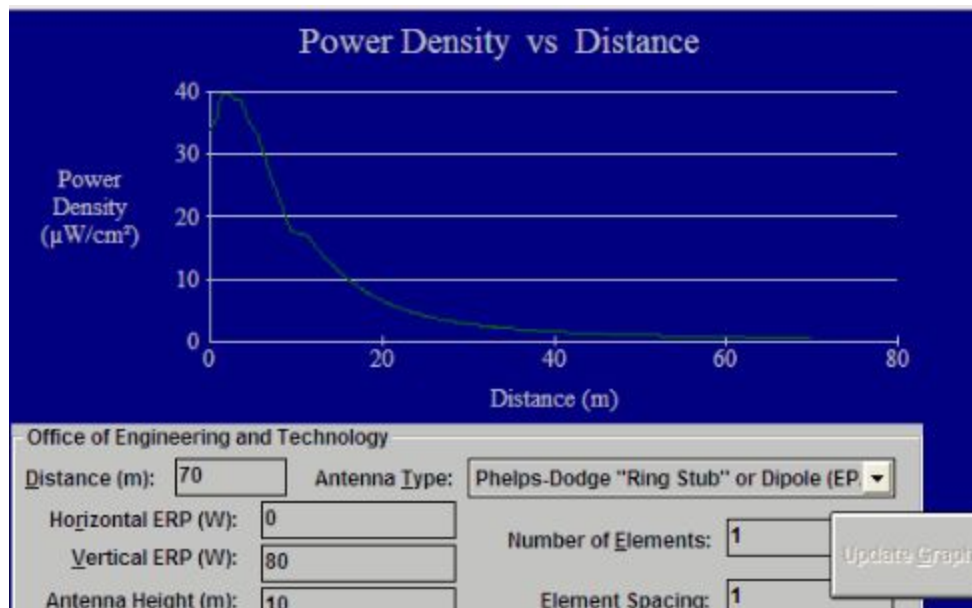 Power Density vs Distance
40
30
Power
Density
(µW/cm²)
20
10
0
0 20 40 60 80
Distance (m)
Office of Engineering and Technology
Distance (m): 70 Antenna Type: Phelps-Dodge "Ring Stub" or Dipole (EP
Horizontal ERP (W): 0 Number of Elements: 1
Vertical ERP (W): 80 Update Graph
Antenna Height (m): 10 Element Spacing: 1